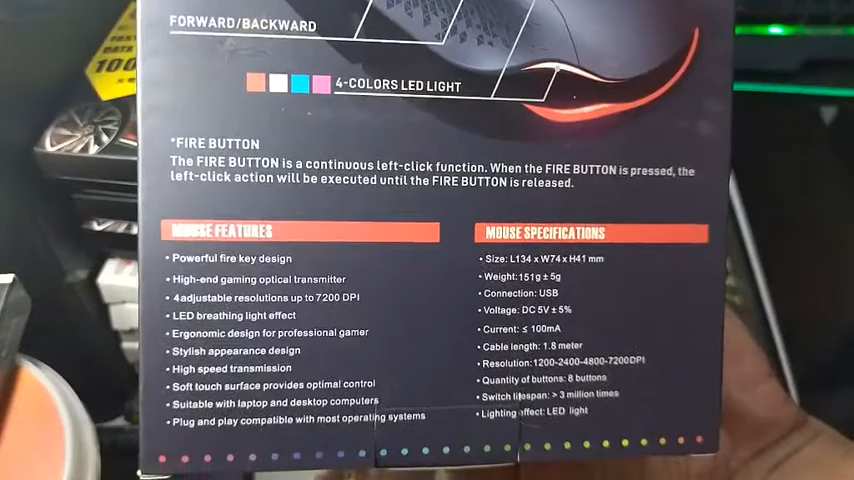 FORWARD/BACKWARD
FAST
DATA
100
4-COLORS LED LIGHT
*FIRE BUTTON
The FIRE BUTTON is a continuous left-click function. When the FIRE BUTTON is pressed, the
left-click action will be executed until the FIRE BUTTON is released.
MOUSE FEATURES
• Powerful fire key design
• High-end gaming optical transmitter
• 4adjustable resolutions up to 7200 DPI
• LED breathing light effect
• Ergonomic design for professional gamer
• Stylish appearance design
• High speed transmission
• Soft touch surface provides optimal control
• Suitable with laptop and desktop computers
• Plug and play compatible with most operating systems
MOUSE SPECIFICATIONS
• Size: L134 x W74 x H41 mm
• Weight: 151g ± 5g
• Connection: USB
• Voltage: DC 5V ± 5%
• Current: ≤ 100mA
• Cable length: 1.8 meter
• Resolution: 1200-2400-4800-7200DPI
• Quantity of buttons: 8 buttons
• Switch lifespan: > 3 million times
• Lighting effect: LED light